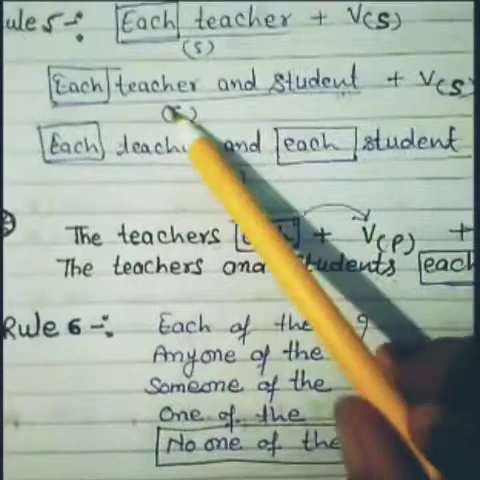 ule 5 -: Each teacher + V(S)
(S)
Each teacher and student + V(S)
(S)
Each teache and each student
The teachers + V(P) +
The teachers and students each
Rule 6 -: Each of the
Anyone of the
Someone of the
One of the
No one of the